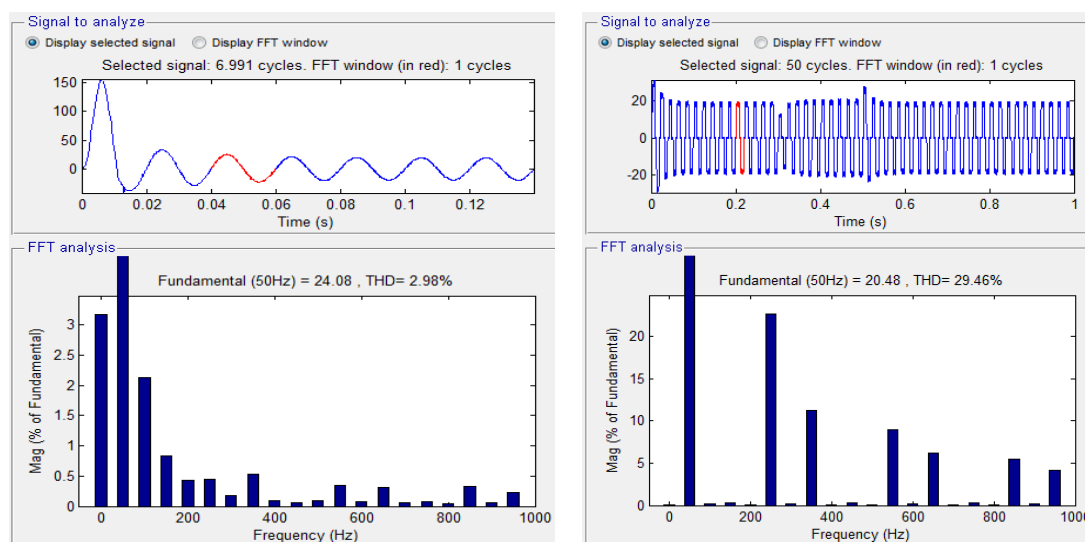 Signal to analyze
Display selected signal Display FFT window
Selected signal: 6.991 cycles. FFT window (in red): 1 cycles
150
100
50
0
0 0.02 0.04 0.06 0.08 0.1 0.12
Time (s)
FFT analysis
Fundamental (50Hz) = 24.08 , THD= 2.98%
Mag (% of Fundamental)
3
2.5
2
1.5
1
0.5
0
0 200 400 600 800 1000
Frequency (Hz)
Signal to analyze
Display selected signal Display FFT window
Selected signal: 50 cycles. FFT window (in red): 1 cycles
20
0
-20
0 0.2 0.4 0.6 0.8 1
Time (s)
FFT analysis
Fundamental (50Hz) = 20.48 , THD= 29.46%
Mag (% of Fundamental)
20
15
10
5
0
0 200 400 600 800 1000
Frequency (Hz)